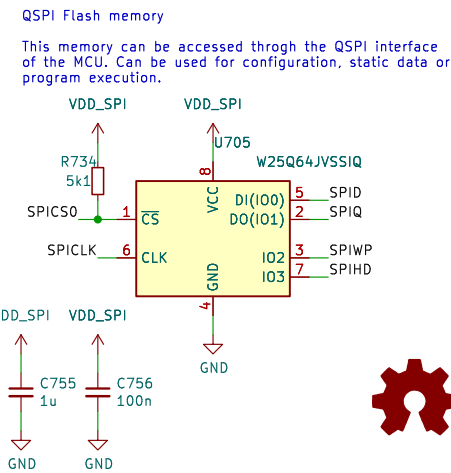 QSPI Flash memory
This memory can be accessed throgh the QSPI interface
of the MCU. Can be used for configuration, static data or
program execution.
VDD_SPI
VDD_SPI
U705
R734
5k1
W25Q64JVSSIQ
8
VCC
SPICS0
1
CS
DI(IO0)
5
SPID
DO(IO1)
2
SPIQ
SPICLK
6
CLK
IO2
3
SPIWP
IO3
7
SPIHD
GND
4
GND
DD_SPI
VDD_SPI
C755
1u
C756
100n
GND
GND